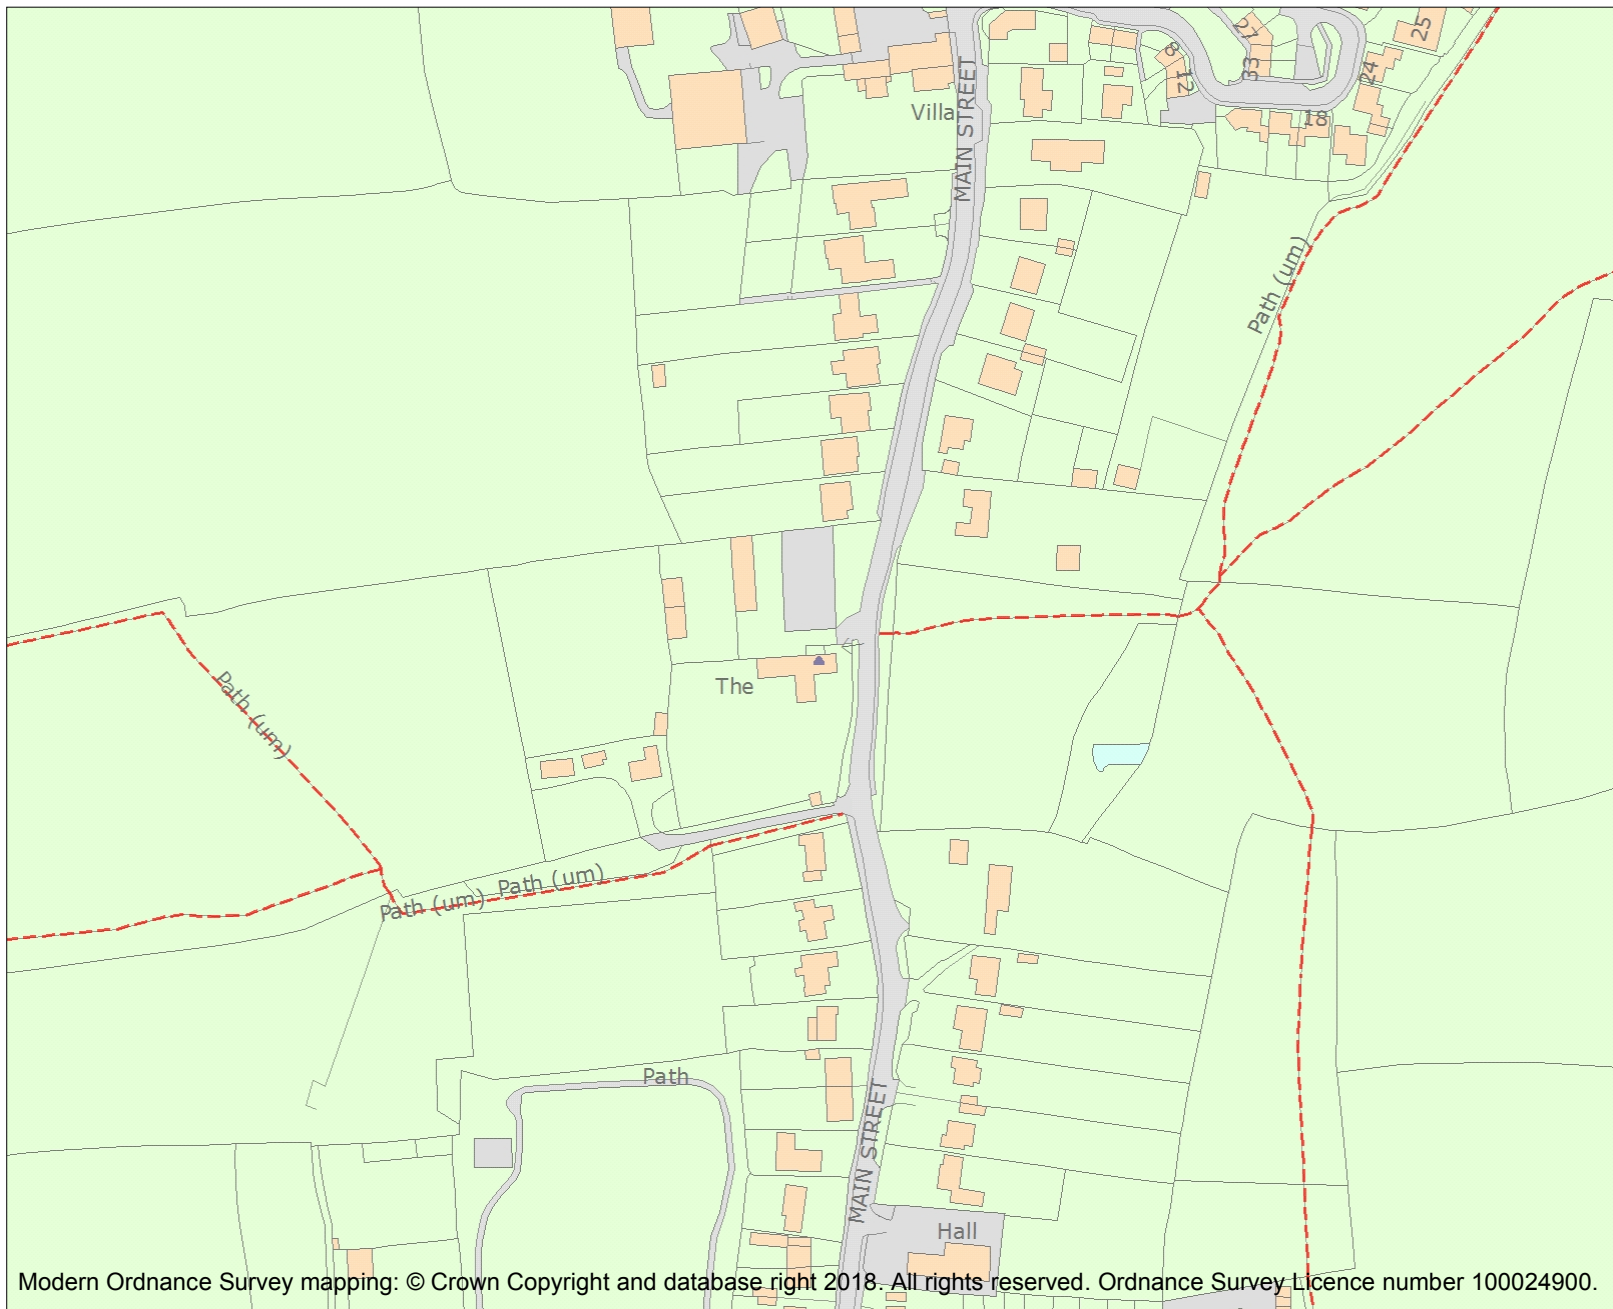 25
27
8
33
24
12
Villa
MAIN STREET
18
Path (um)
The
Path (um)
Path (um)
Path (um)
Path
MAIN STREET
Hall
Modern Ordnance Survey mapping: © Crown Copyright and database right 2018. All rights reserved. Ordnance Survey Licence number 100024900.